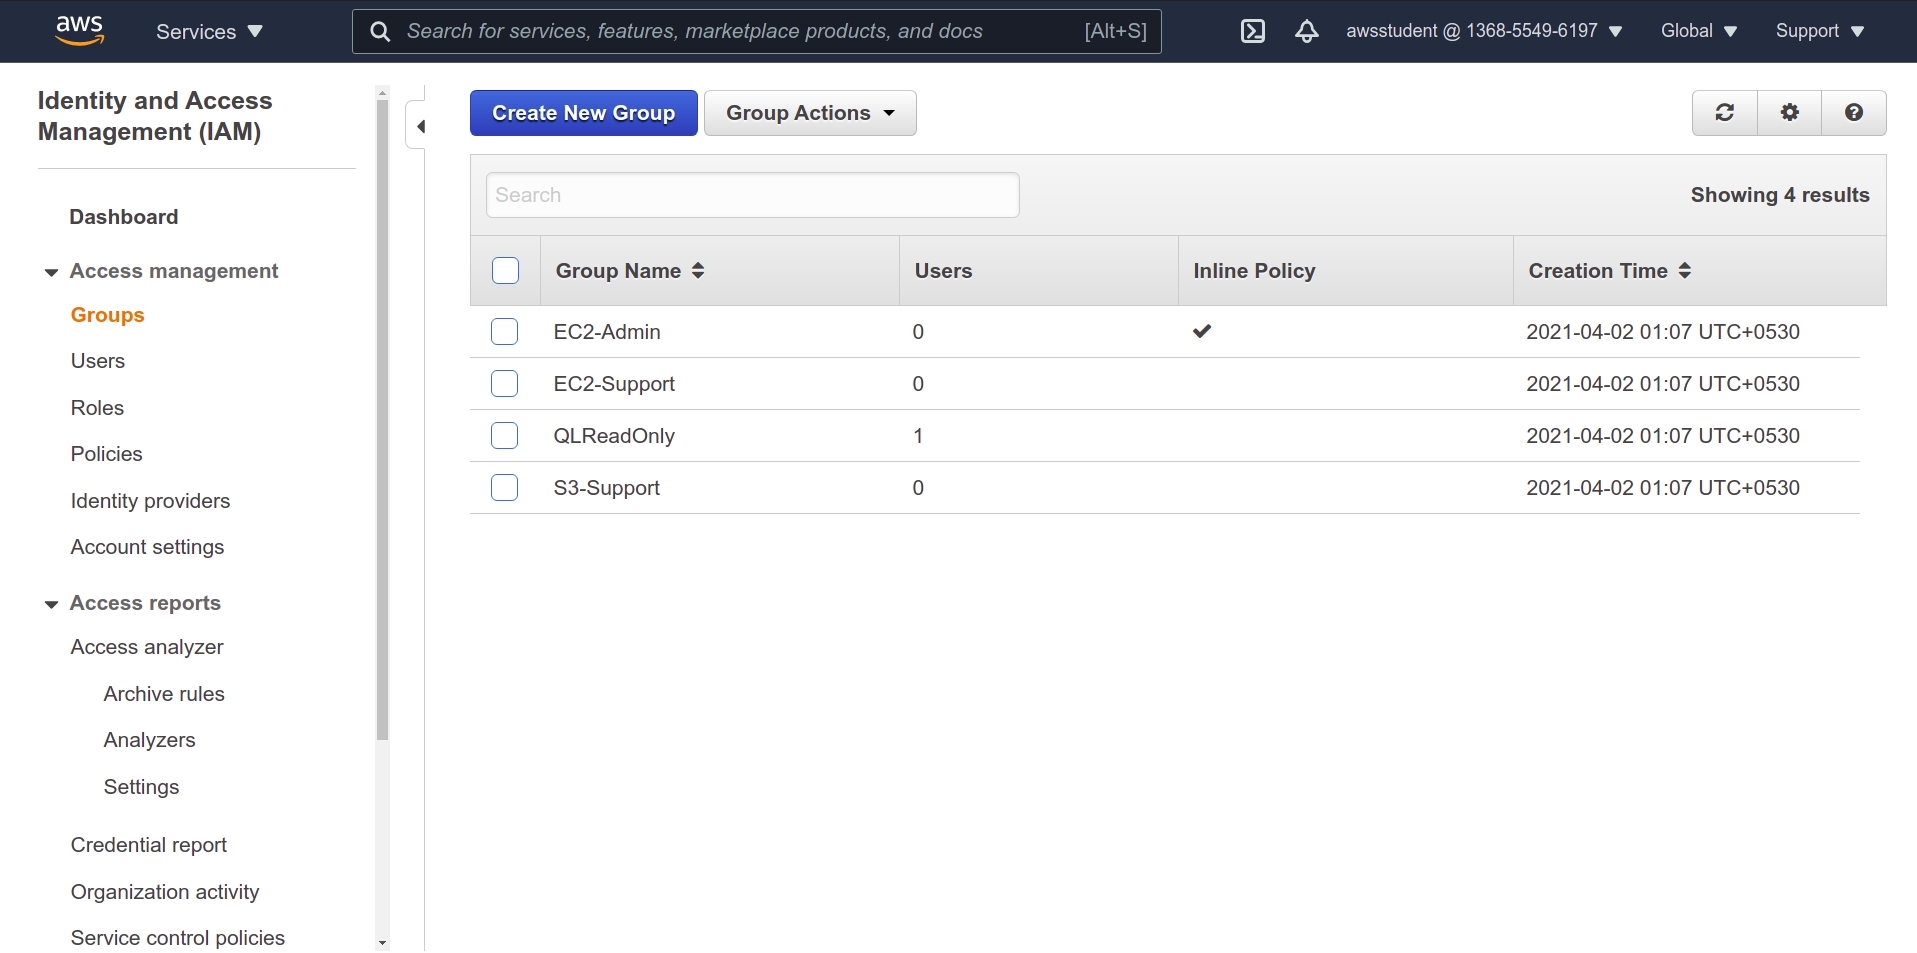 aws
Services
Search for services, features, marketplace products, and docs [Alt+S]
awsstudent @ 1368-5549-6197
Global
Support
Identity and Access
Management (IAM)
Dashboard
Access management
Groups
Users
Roles
Policies
Identity providers
Account settings
Access reports
Access analyzer
Archive rules
Analyzers
Settings
Credential report
Organization activity
Service control policies
Create New Group
Group Actions
Search
Showing 4 results
Group Name Users Inline Policy Creation Time
EC2-Admin 0 2021-04-02 01:07 UTC+0530
EC2-Support 0 2021-04-02 01:07 UTC+0530
QLReadOnly 1 2021-04-02 01:07 UTC+0530
S3-Support 0 2021-04-02 01:07 UTC+0530